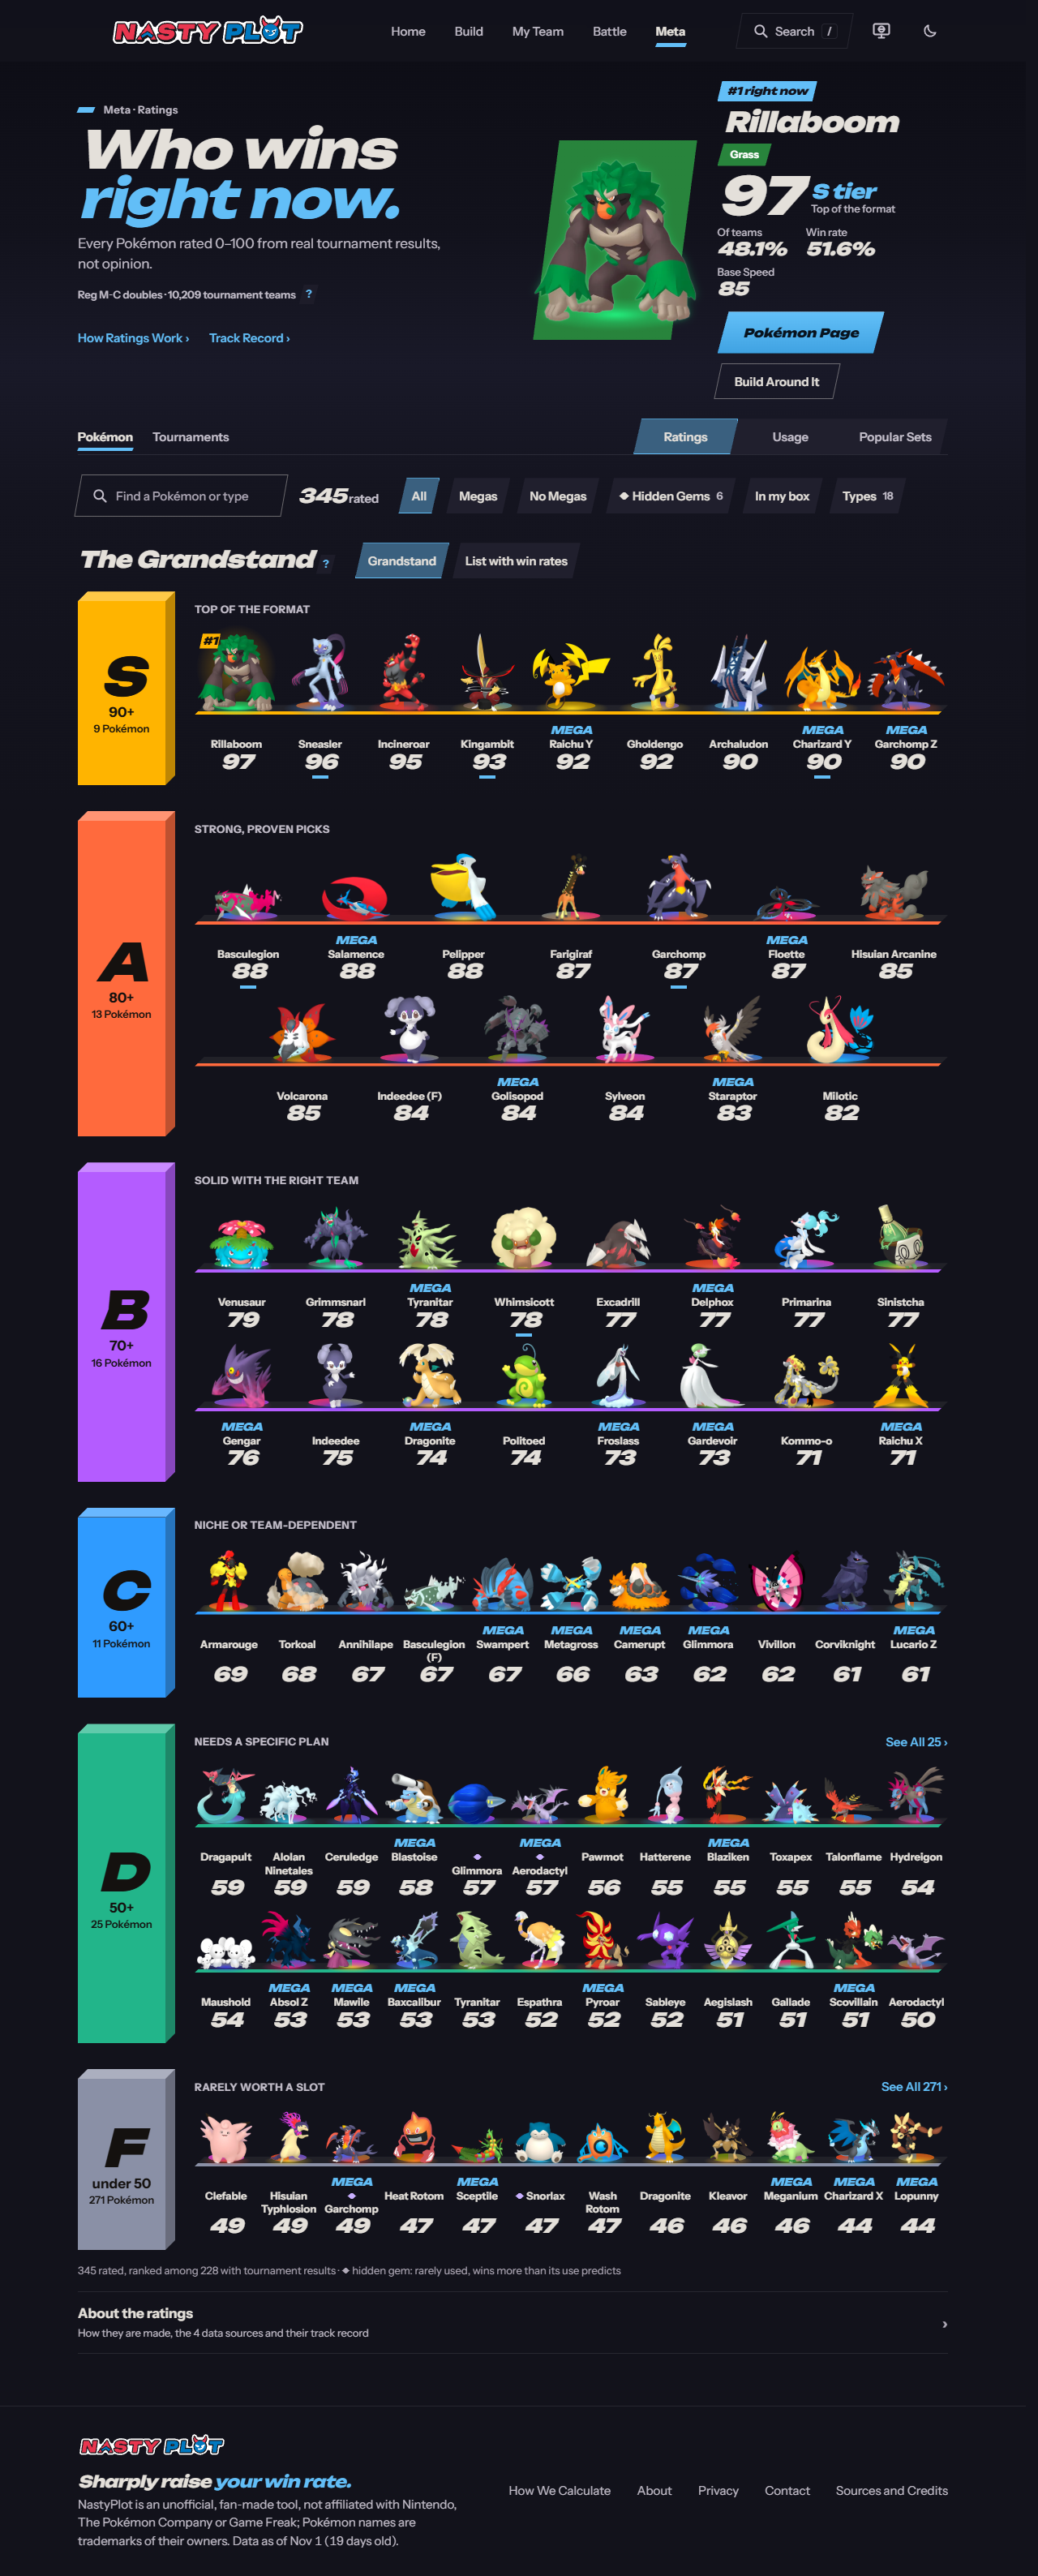 NASTY PLOT
Home
Build
My Team
Battle
Meta
Search /
Meta · Ratings
Who wins
right now.
Every Pokémon rated 0–100 from real tournament results,
not opinion.
Reg M-C doubles · 10,209 tournament teams ?
How Ratings Work ›
Track Record ›
#1 right now
Rillaboom
Grass
97 S tier
Top of the format
Of teams
48.1%
Win rate
51.6%
Base Speed
85
Pokémon Page
Build Around It
Pokémon
Tournaments
Ratings
Usage
Popular Sets
Find a Pokémon or type
345 rated
All
Megas
No Megas
Hidden Gems 6
In my box
Types 18
The Grandstand ?
Grandstand
List with win rates
S
90+
9 Pokémon
TOP OF THE FORMAT
#1
Rillaboom
97
Sneasler
96
Incineroar
95
Kingambit
93
MEGA
Raichu Y
92
Gholdengo
92
Archaludon
90
MEGA
Charizard Y
90
MEGA
Garchomp Z
90
A
80+
13 Pokémon
STRONG, PROVEN PICKS
Basculegion
88
MEGA
Salamence
88
Pelipper
88
Farigiraf
87
Garchomp
87
MEGA
Floette
87
Hisuian Arcanine
85
Volcarona
85
Indeedee (F)
84
MEGA
Golisopod
84
Sylveon
84
MEGA
Staraptor
83
Milotic
82
B
70+
16 Pokémon
SOLID WITH THE RIGHT TEAM
Venusaur
79
Grimmsnarl
78
MEGA
Tyranitar
78
Whimsicott
78
Excadrill
77
MEGA
Delphox
77
Primarina
77
Sinistcha
77
MEGA
Gengar
76
Indeedee
75
MEGA
Dragonite
74
Politoed
74
MEGA
Froslass
73
MEGA
Gardevoir
73
Kommo-o
71
MEGA
Raichu X
71
C
60+
11 Pokémon
NICHE OR TEAM-DEPENDENT
Armarouge
69
Torkoal
68
Annihilape
67
Basculegion
(F)
67
MEGA
Swampert
67
MEGA
Metagross
66
MEGA
Camerupt
63
MEGA
Glimmora
62
Vivillon
62
Corviknight
61
MEGA
Lucario Z
61
D
50+
25 Pokémon
NEEDS A SPECIFIC PLAN
See All 25 ›
Dragapult
59
Alolan
Ninetales
59
Ceruledge
59
MEGA
Blastoise
58
Glimmora
57
MEGA
Aerodactyl
57
Pawmot
56
Hatterene
55
MEGA
Blaziken
55
Toxapex
55
Talonflame
55
Hydreigon
54
Maushold
54
MEGA
Absol Z
53
MEGA
Mawile
53
MEGA
Baxcalibur
53
Tyranitar
53
Espathra
52
MEGA
Pyroar
52
Sableye
52
Aegislash
51
Gallade
51
MEGA
Scovillain
51
Aerodactyl
50
F
under 50
271 Pokémon
RARELY WORTH A SLOT
See All 271 ›
Clefable
49
Hisuian
Typhlosion
49
MEGA
Garchomp
49
Heat Rotom
47
MEGA
Sceptile
47
Snorlax
47
Wash
Rotom
47
Dragonite
46
Kleavor
46
MEGA
Meganium
46
MEGA
Charizard X
44
MEGA
Lopunny
44
345 rated, ranked among 228 with tournament results · ◆ hidden gem: rarely used, wins more than its use predicts
About the ratings
How they are made, the 4 data sources and their track record
›
NASTY PLOT
Sharply raise your win rate.
NastyPlot is an unofficial, fan-made tool, not affiliated with Nintendo,
The Pokémon Company or Game Freak; Pokémon names are
trademarks of their owners. Data as of Nov 1 (19 days old).
How We Calculate
About
Privacy
Contact
Sources and Credits